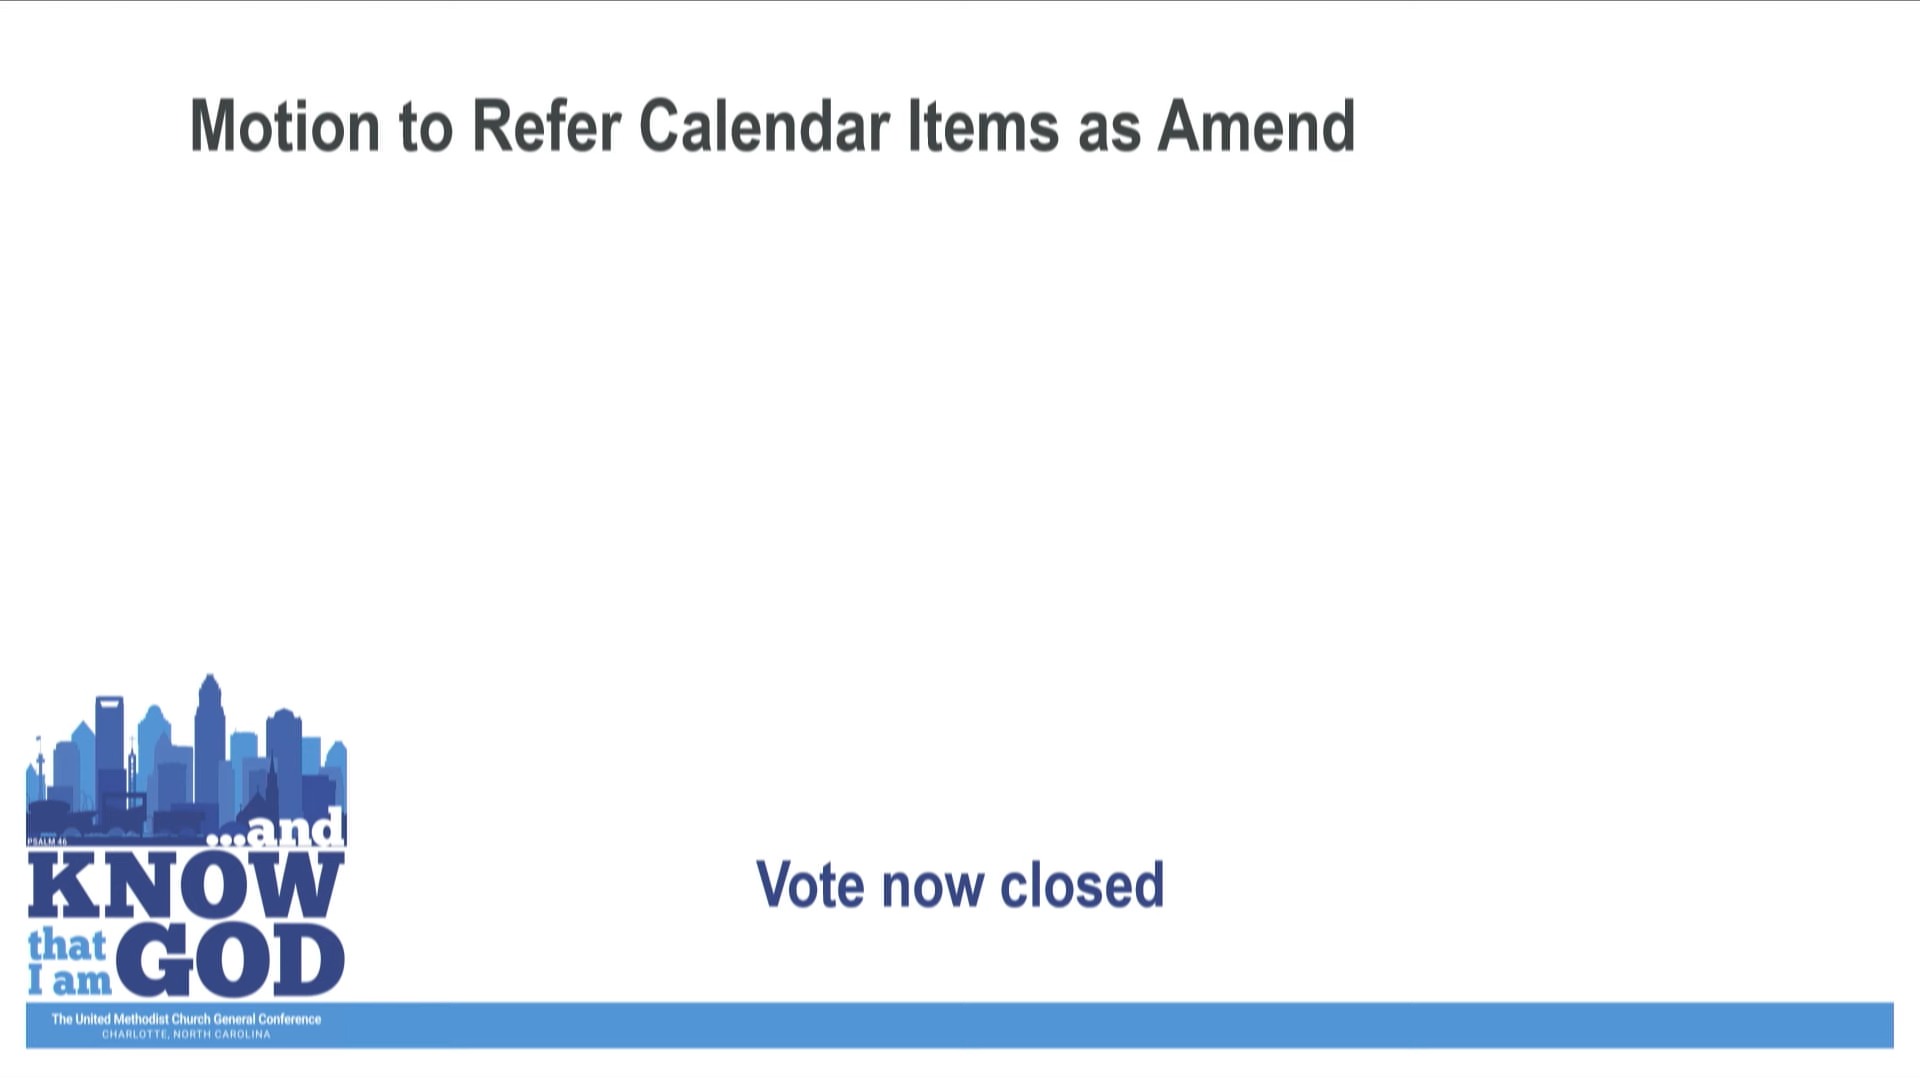 Motion to Refer Calendar Items as Amend
PSALM 46
...and
KNOW
that
I am
GOD
Vote now closed
The United Methodist Church General Conference
CHARLOTTE, NORTH CAROLINA